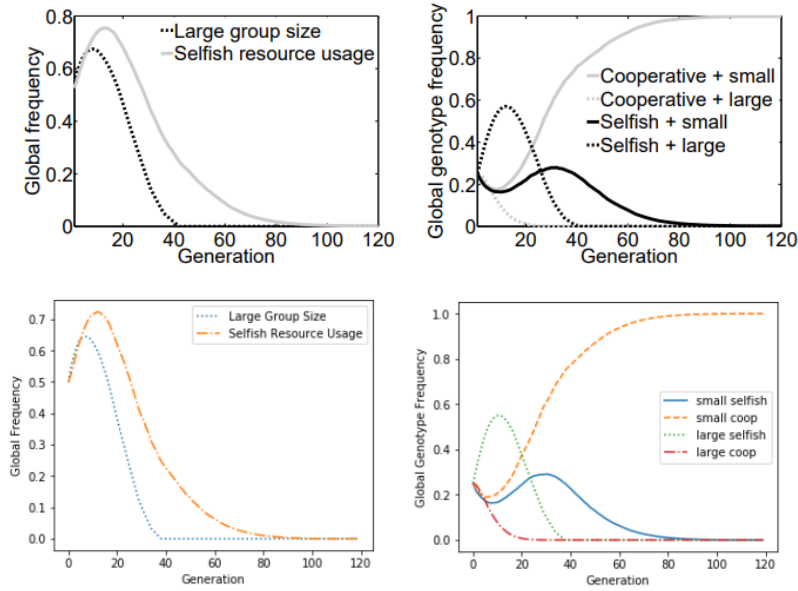 0.8
0.6
0.4
0.2
0
Global frequency
Large group size
Selfish resource usage
20 40 60 80 100 120
Generation
1
0.8
0.6
0.4
0.2
0
Global genotype frequency
Cooperative + small
Cooperative + large
Selfish + small
Selfish + large
20 40 60 80 100 120
Generation
0.7
0.6
0.5
0.4
0.3
0.2
0.1
0.0
Global Frequency
Large Group Size
Selfish Resource Usage
0 20 40 60 80 100 120
Generation
1.0
0.8
0.6
0.4
0.2
0.0
Global Genotype Frequency
small selfish
small coop
large selfish
large coop
0 20 40 60 80 100 120
Generation